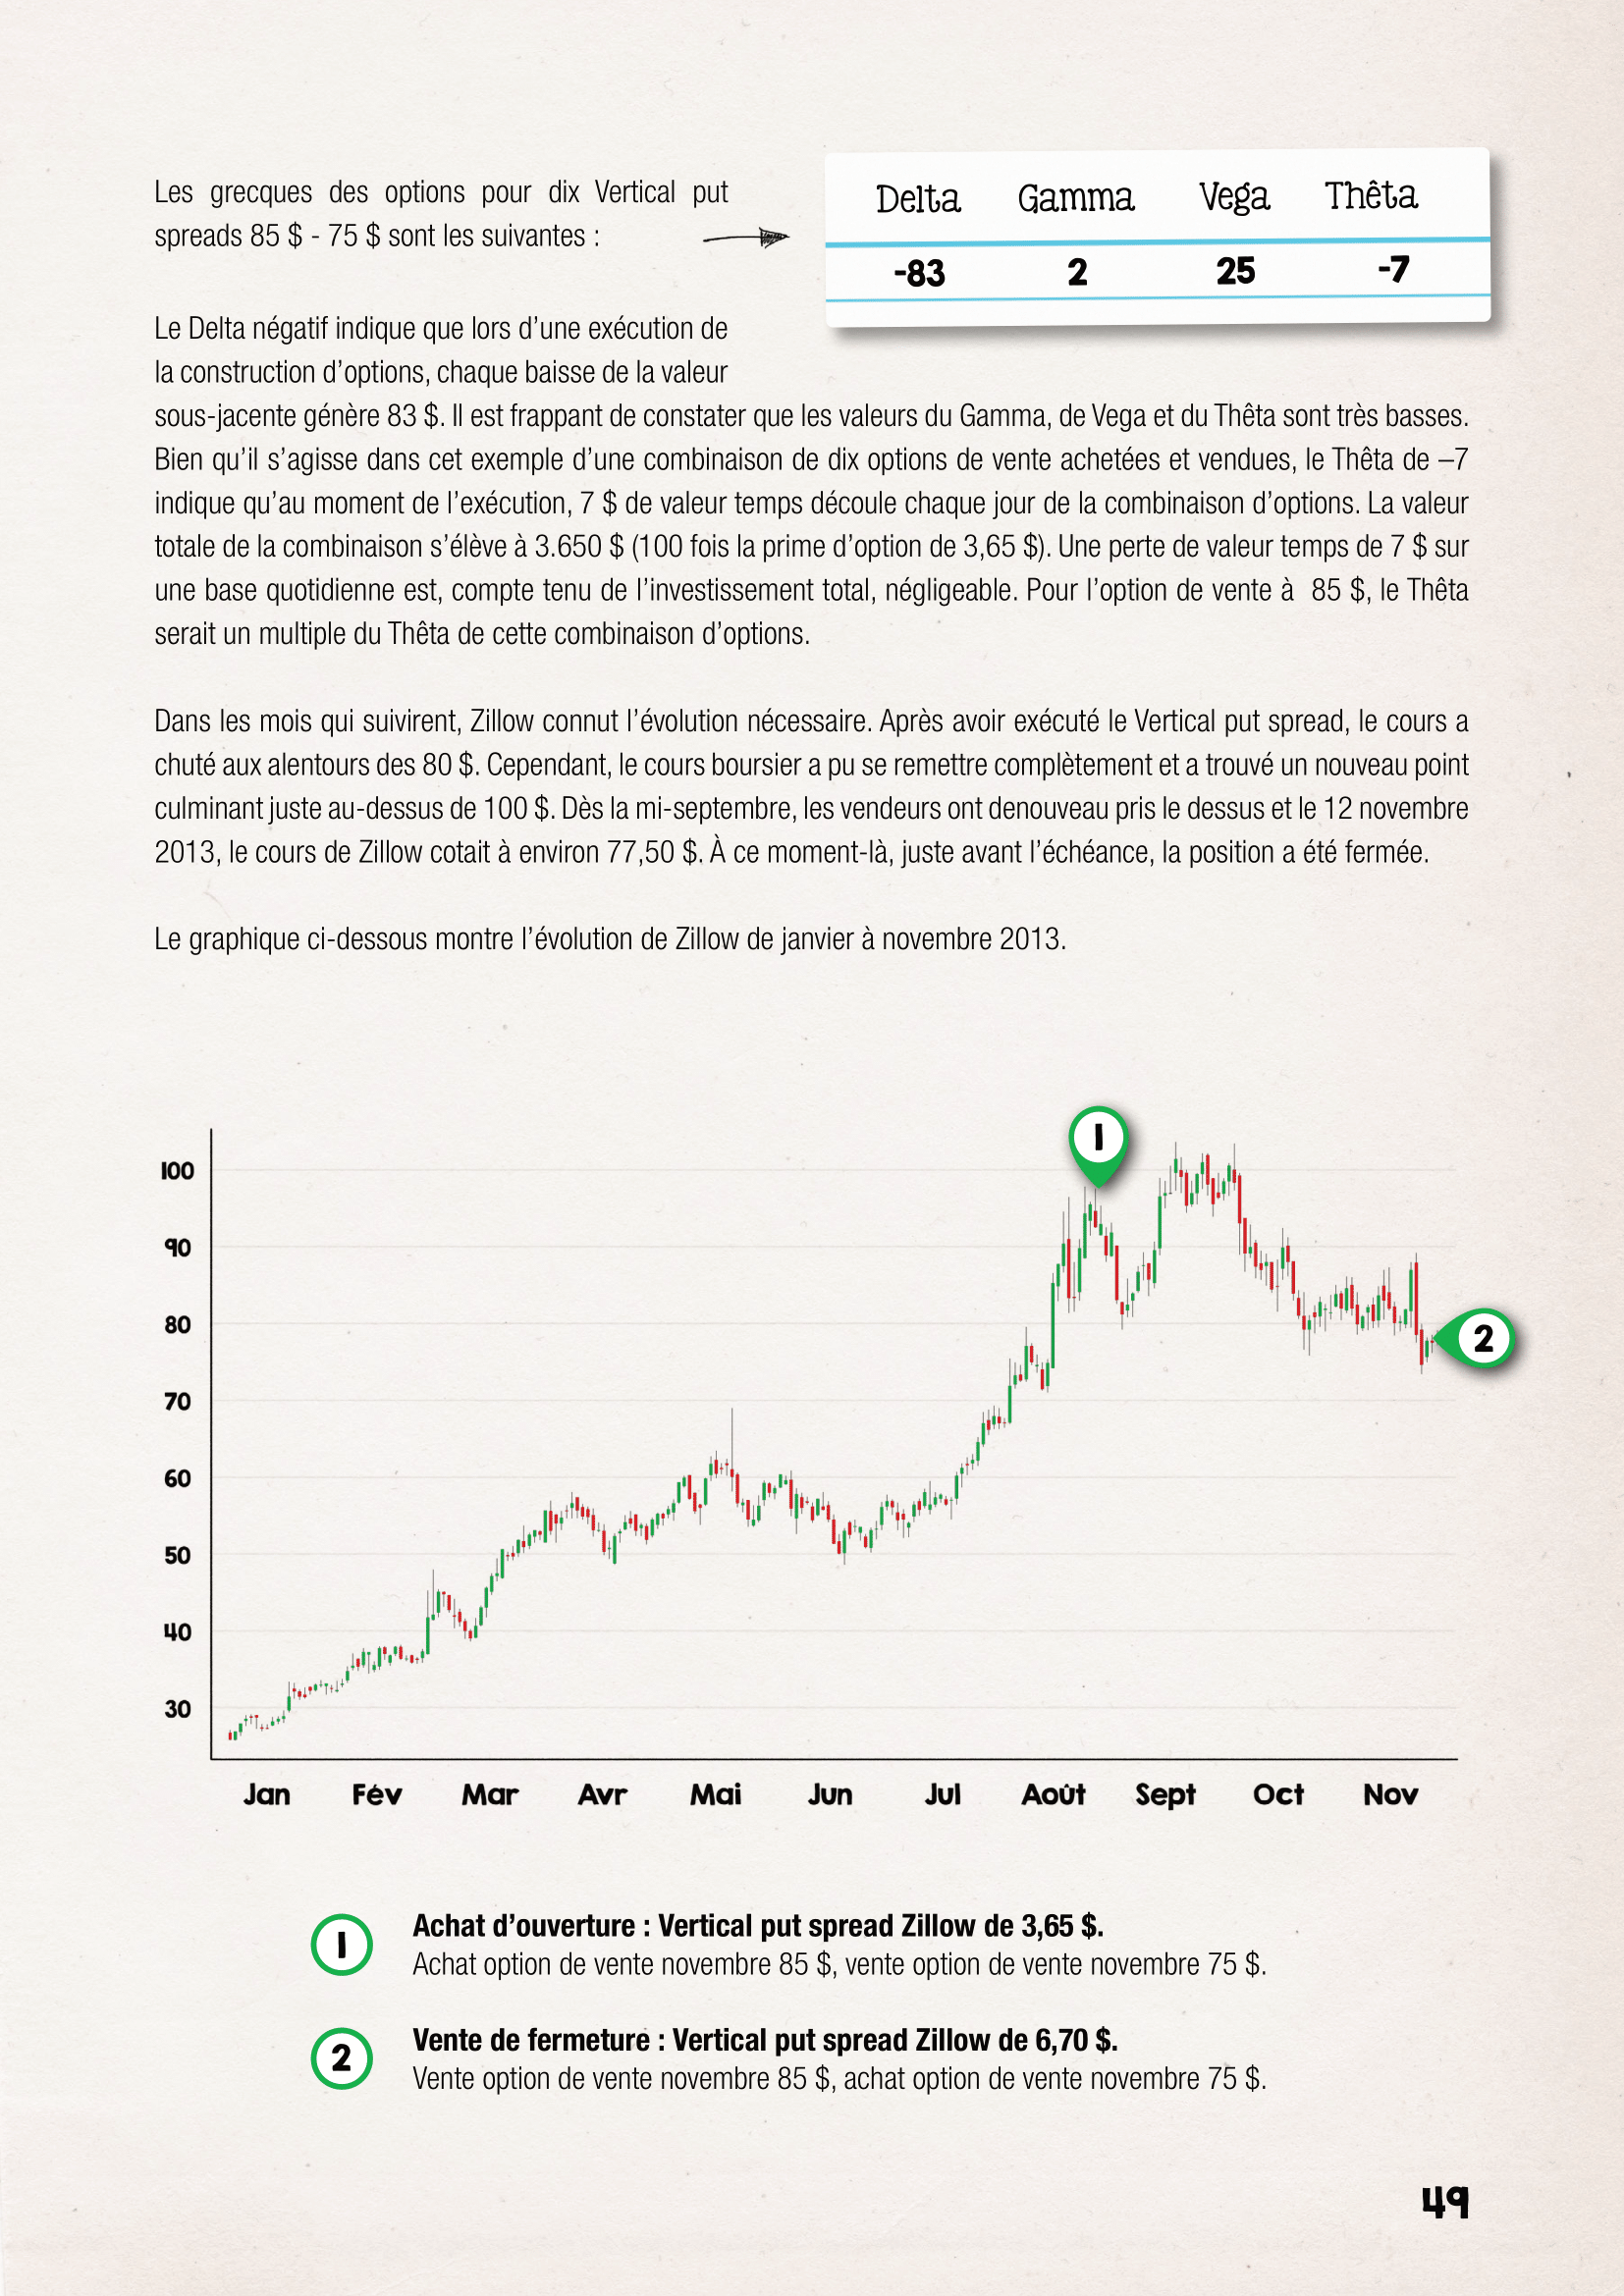 Les grecques des options pour dix Vertical put
spreads 85 $ - 75 $ sont les suivantes :
Delta Gamma Vega Thêta
-83 2 25 -7
Le Delta négatif indique que lors d’une exécution de
la construction d’options, chaque baisse de la valeur
sous-jacente génère 83 $. Il est frappant de constater que les valeurs du Gamma, de Vega et du Thêta sont très basses.
Bien qu’il s’agisse dans cet exemple d’une combinaison de dix options de vente achetées et vendues, le Thêta de –7
indique qu’au moment de l’exécution, 7 $ de valeur temps découle chaque jour de la combinaison d’options. La valeur
totale de la combinaison s’élève à 3.650 $ (100 fois la prime d’option de 3,65 $). Une perte de valeur temps de 7 $ sur
une base quotidienne est, compte tenu de l’investissement total, négligeable. Pour l’option de vente à 85 $, le Thêta
serait un multiple du Thêta de cette combinaison d’options.
Dans les mois qui suivirent, Zillow connut l’évolution nécessaire. Après avoir exécuté le Vertical put spread, le cours a
chuté aux alentours des 80 $. Cependant, le cours boursier a pu se remettre complètement et a trouvé un nouveau point
culminant juste au-dessus de 100 $. Dès la mi-septembre, les vendeurs ont denouveau pris le dessus et le 12 novembre
2013, le cours de Zillow cotait à environ 77,50 $. À ce moment-là, juste avant l’échéance, la position a été fermée.
Le graphique ci-dessous montre l’évolution de Zillow de janvier à novembre 2013.
1
100
90
80
2
70
60
50
40
30
Jan Fév Mar Avr Mai Jun Jul Août Sept Oct Nov
1
Achat d’ouverture : Vertical put spread Zillow de 3,65 $.
Achat option de vente novembre 85 $, vente option de vente novembre 75 $.
2
Vente de fermeture : Vertical put spread Zillow de 6,70 $.
Vente option de vente novembre 85 $, achat option de vente novembre 75 $.
49